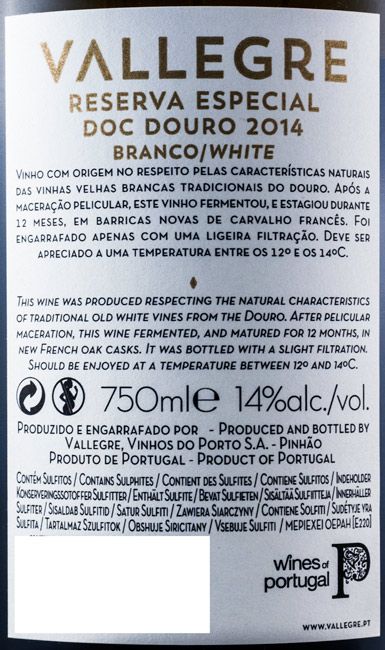 VALLEGRE
RESERVA ESPECIAL
DOC DOURO 2014
BRANCO/WHITE
VINHO COM ORIGEM NO RESPEITO PELAS CARACTERÍSTICAS NATURAIS
DAS VINHAS VELHAS BRANCAS TRADICIONAIS DO DOURO. APÓS A
MACERAÇÃO PELICULAR, ESTE VINHO FERMENTOU, E ESTAGIOU DURANTE
12 MESES, EM BARRICAS NOVAS DE CARVALHO FRANCÊS. FOI
ENGARRAFADO APENAS COM UMA LIGEIRA FILTRAÇÃO. DEVE SER
APRECIADO A UMA TEMPERATURA ENTRE OS 12º E OS 14ºC.
THIS WINE WAS PRODUCED RESPECTING THE NATURAL CHARACTERISTICS
OF TRADITIONAL OLD WHITE VINES FROM THE DOURO. AFTER PELICULAR
MACERATION, THIS WINE FERMENTED, AND MATURED FOR 12 MONTHS, IN
NEW FRENCH OAK CASKS. IT WAS BOTTLED WITH A SLIGHT FILTRATION.
SHOULD BE ENJOYED AT A TEMPERATURE BETWEEN 12º AND 14ºC.
750ml e 14%alc./vol.
PRODUZIDO E ENGARRAFADO POR - PRODUCED AND BOTTLED BY
VALLEGRE, VINHOS DO PORTO S.A. - PINHÃO
PRODUTO DE PORTUGAL - PRODUCT OF PORTUGAL
CONTÉM SULFITOS / CONTAINS SULPHITES / CONTIENT DES SULFITES / CONTIENE SULFITOS / INDEHOLDER
KONSERVERINGSSTOFFER SULFITTER / ENTHÄLT SULFITE / BEVAT SULFIETEN / SISÄLTÄÄ SULFIITTEJA / INNERHÅLLER
SULFITER / SISALDAB SULFITID / SATUR SULFITI / ZAWIERA SIARCZYNY / CONTIENE SOLFITI / SUDĖTYJE YRA
SULFITA / TARTALMAZ SZULFITOK / OBSHUJE SIRICITANY / VSEBUJE SULFITI / ΜΕΡΙΕΧΕΙ ΟΕΡΑΗ [E220]
wines of
portugal
P
WWW.VALLEGRE.PT